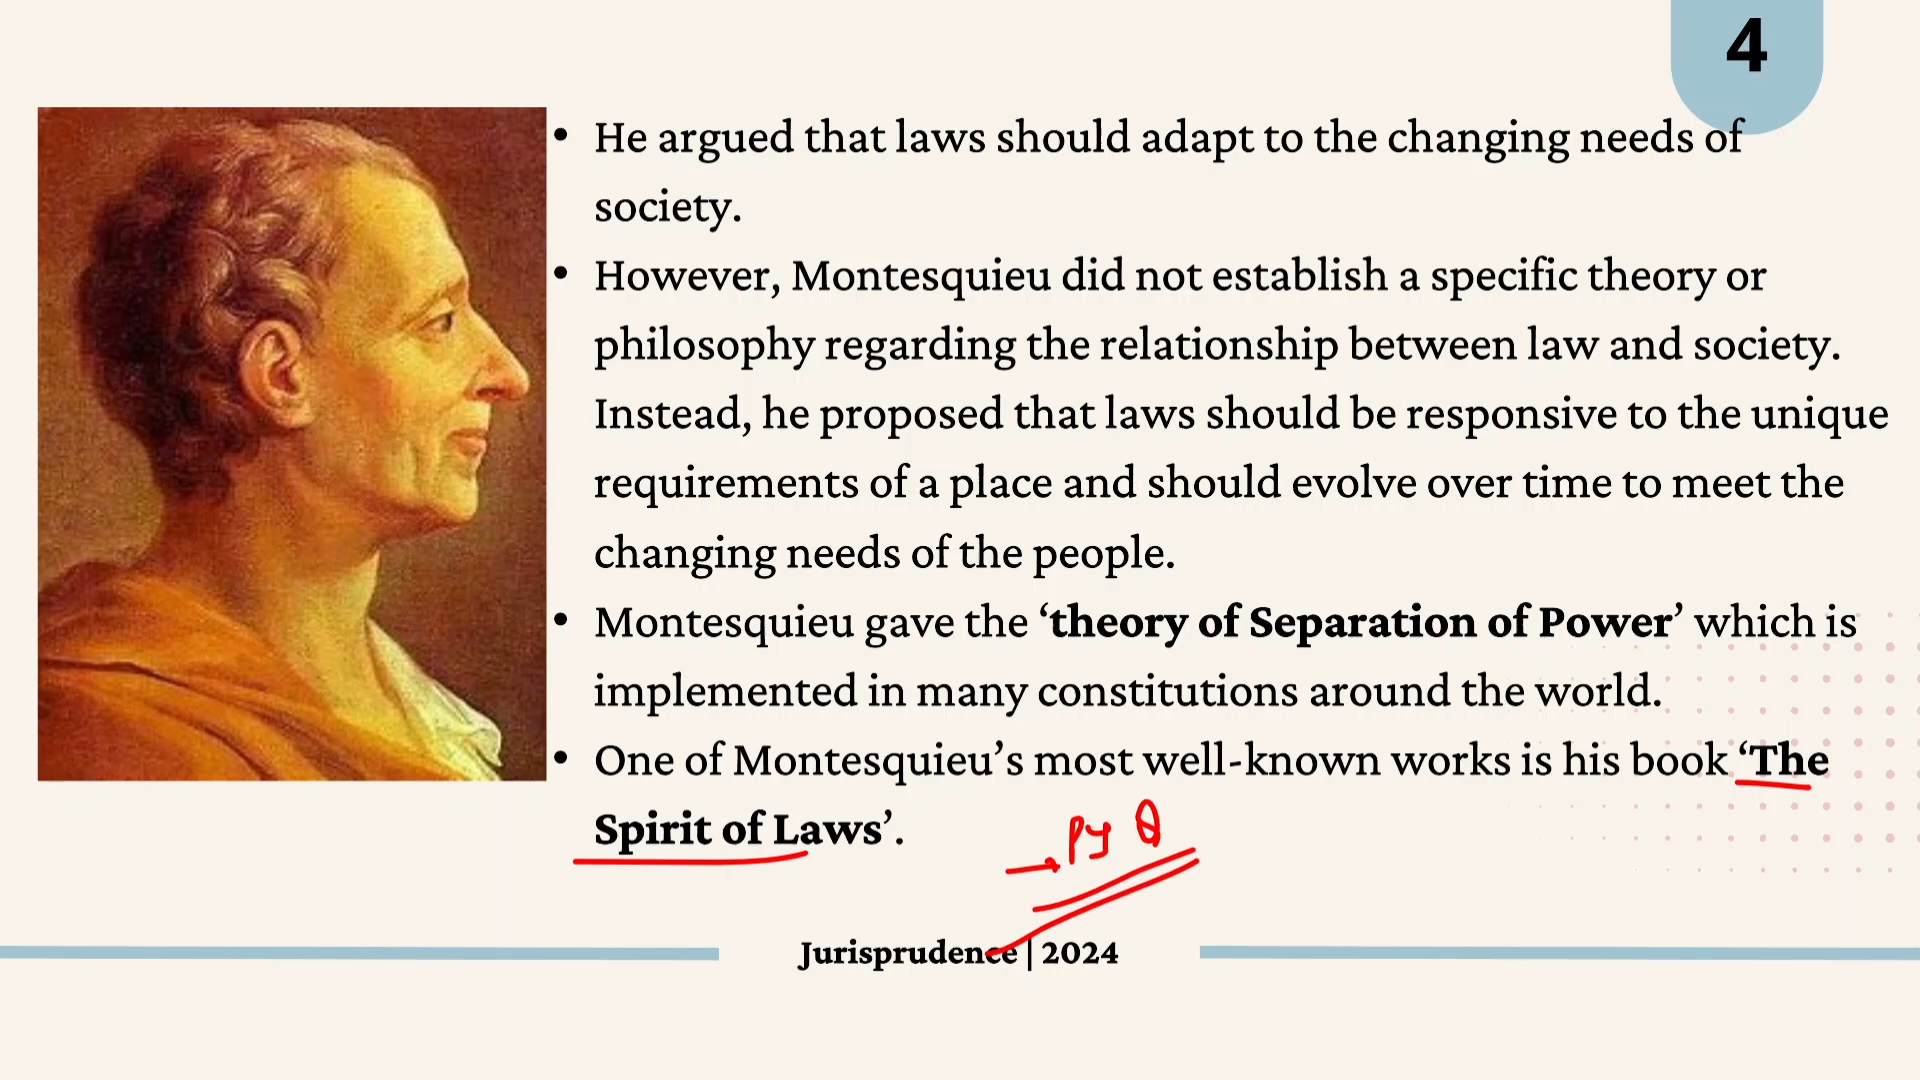 4
• He argued that laws should adapt to the changing needs of
society.
• However, Montesquieu did not establish a specific theory or
philosophy regarding the relationship between law and society.
Instead, he proposed that laws should be responsive to the unique
requirements of a place and should evolve over time to meet the
changing needs of the people.
• Montesquieu gave the ‘theory of Separation of Power’ which is
implemented in many constitutions around the world.
• One of Montesquieu’s most well-known works is his book ‘The
Spirit of Laws’.
→ PY Q
Jurisprudence | 2024